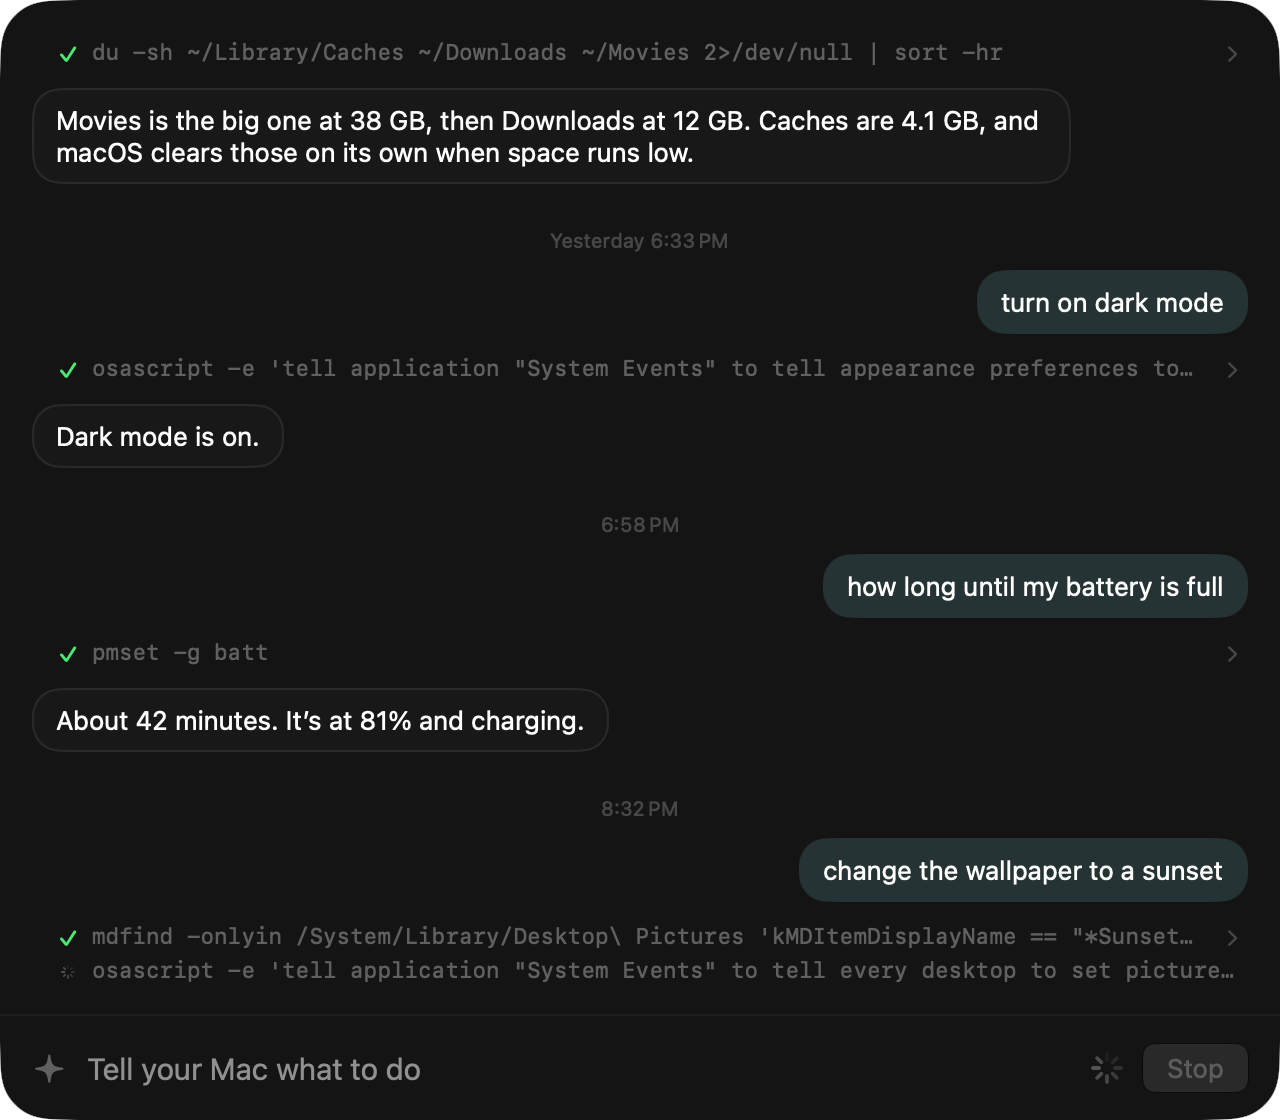 du -sh ~/Library/Caches ~/Downloads ~/Movies 2>/dev/null | sort -hr
Movies is the big one at 38 GB, then Downloads at 12 GB. Caches are 4.1 GB, and
macOS clears those on its own when space runs low.
Yesterday 6:33 PM
turn on dark mode
osascript -e 'tell application "System Events" to tell appearance preferences to…
Dark mode is on.
6:58 PM
how long until my battery is full
pmset -g batt
About 42 minutes. It’s at 81% and charging.
8:32 PM
change the wallpaper to a sunset
mdfind -onlyin /System/Library/Desktop\ Pictures 'kMDItemDisplayName == "*Sunset…
osascript -e 'tell application "System Events" to tell every desktop to set picture…
Tell your Mac what to do
Stop